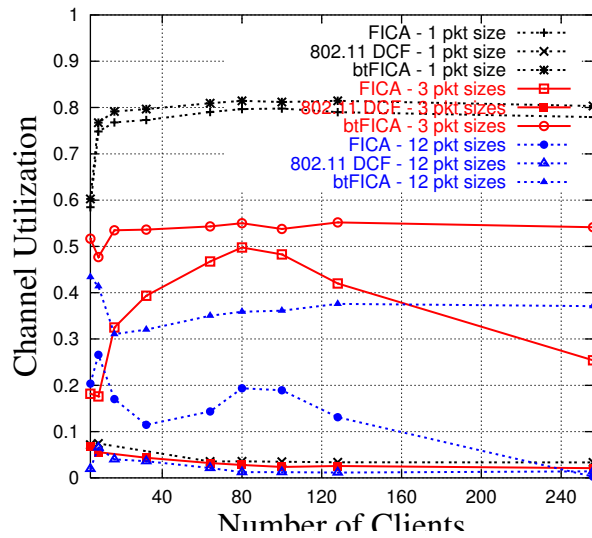 1
0.9
0.8
0.7
0.6
0.5
0.4
0.3
0.2
0.1
0
Channel Utilization
FICA - 1 pkt size
802.11 DCF - 1 pkt size
btFICA - 1 pkt size
FICA - 3 pkt sizes
802.11 DCF - 3 pkt sizes
btFICA - 3 pkt sizes
FICA - 12 pkt sizes
802.11 DCF - 12 pkt sizes
btFICA - 12 pkt sizes
40 80 120 160 200 240
Number of Clients